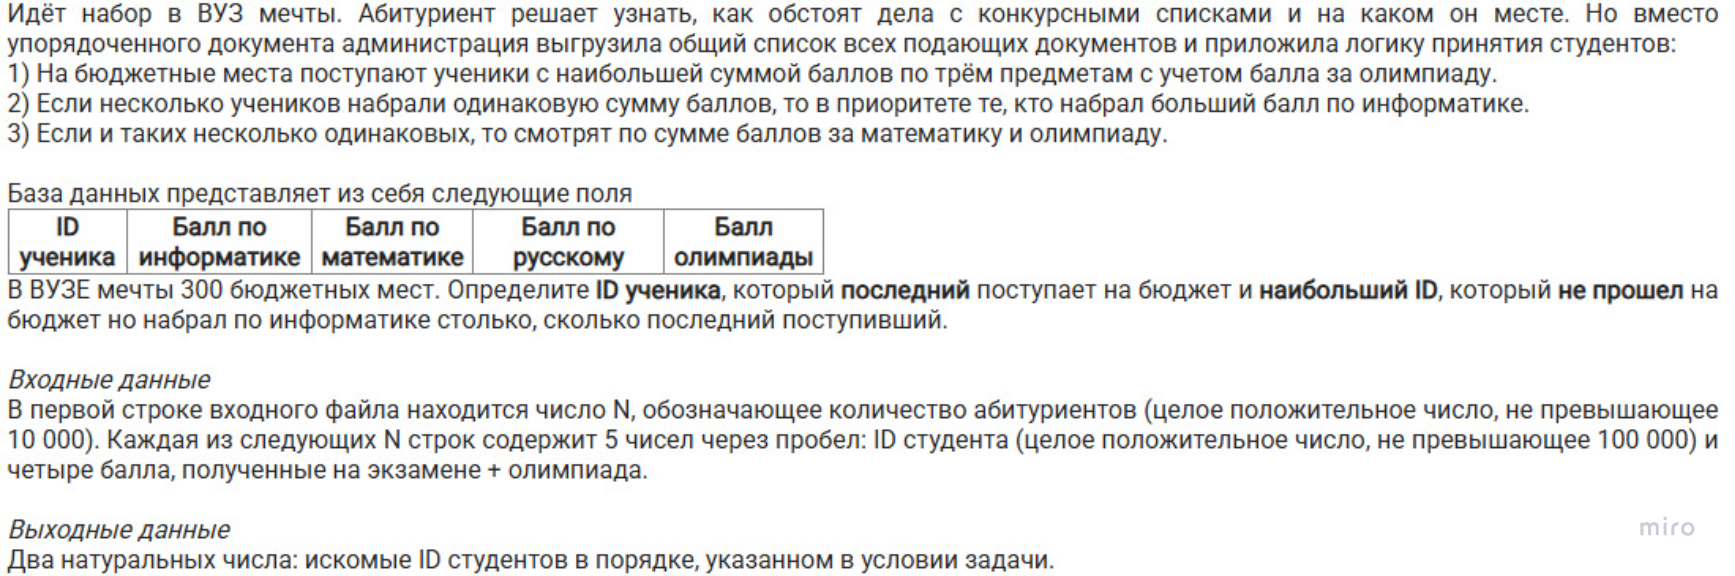 Идёт набор в ВУЗ мечты. Абитуриент решает узнать, как обстоят дела с конкурсными списками и на каком он месте. Но вместо
упорядоченного документа администрация выгрузила общий список всех подающих документов и приложила логику принятия студентов:
1) На бюджетные места поступают ученики с наибольшей суммой баллов по трём предметам с учетом балла за олимпиаду.
2) Если несколько учеников набрали одинаковую сумму баллов, то в приоритете те, кто набрал больший балл по информатике.
3) Если и таких несколько одинаковых, то смотрят по сумме баллов за математику и олимпиаду.
База данных представляет из себя следующие поля
ID ученика
Балл по информатике
Балл по математике
Балл по русскому
Балл олимпиады
В ВУЗЕ мечты 300 бюджетных мест. Определите ID ученика, который последний поступает на бюджет и наибольший ID, который не прошел на
бюджет но набрал по информатике столько, сколько последний поступивший.
Входные данные
В первой строке входного файла находится число N, обозначающее количество абитуриентов (целое положительное число, не превышающее
10 000). Каждая из следующих N строк содержит 5 чисел через пробел: ID студента (целое положительное число, не превышающее 100 000) и
четыре балла, полученные на экзамене + олимпиада.
Выходные данные
Два натуральных числа: искомые ID студентов в порядке, указанном в условии задачи.
miro